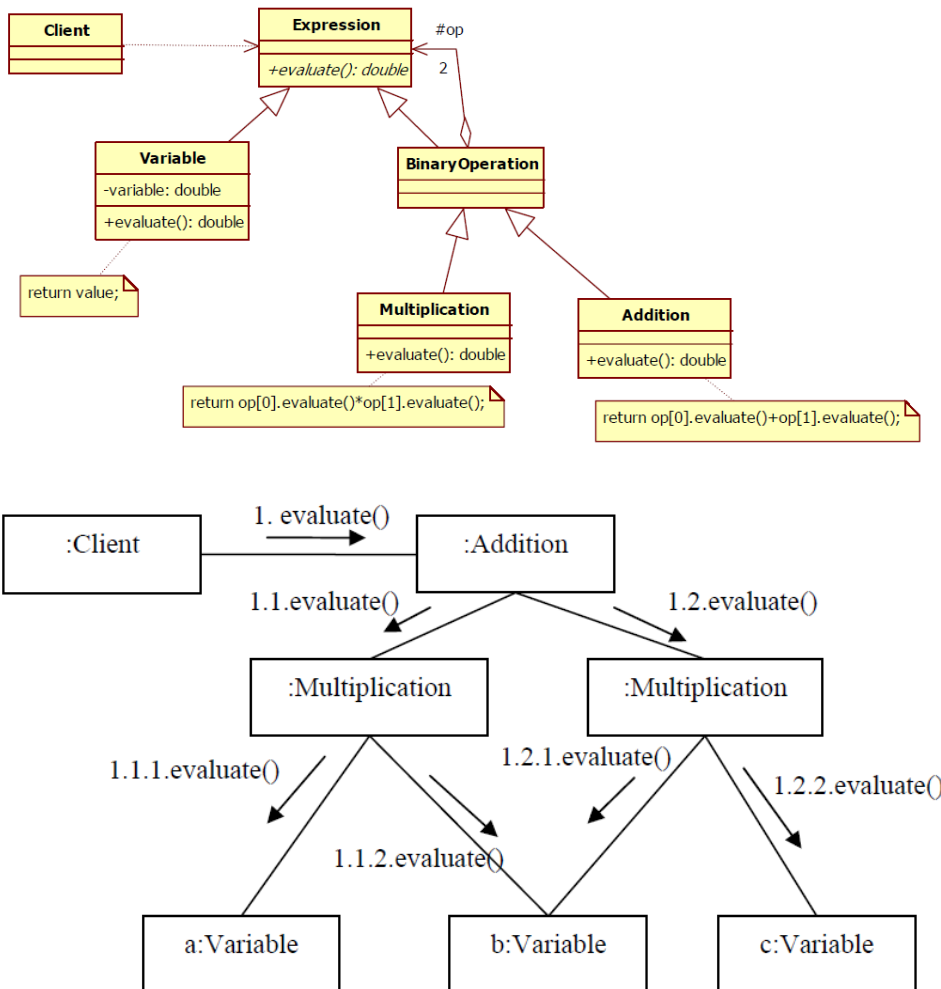 Client
Expression
+evaluate(): double
#op
2
Variable
-variable: double
+evaluate(): double
BinaryOperation
return value;
Multiplication
+evaluate(): double
Addition
+evaluate(): double
return op[0].evaluate()*op[1].evaluate();
return op[0].evaluate()+op[1].evaluate();
1. evaluate()
:Client
:Addition
1.1.evaluate()
1.2.evaluate()
:Multiplication
:Multiplication
1.1.1.evaluate()
1.2.1.evaluate()
1.2.2.evaluate()
1.1.2.evaluate()
a:Variable
b:Variable
c:Variable